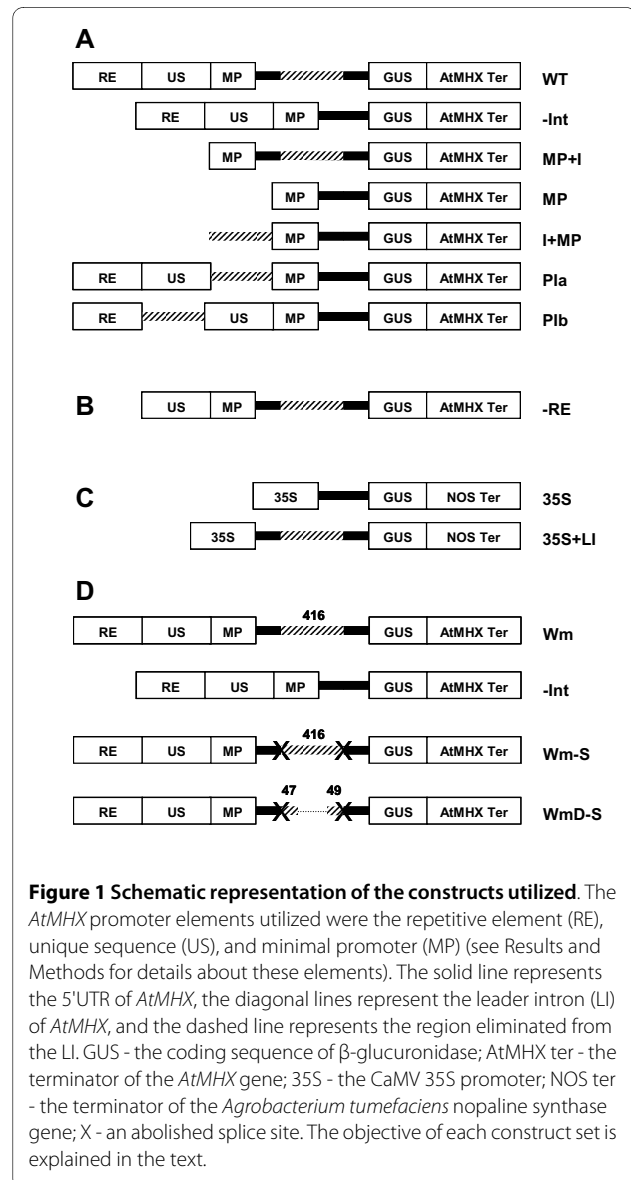 A
RE US MP GUS AtMHX Ter WT
RE US MP GUS AtMHX Ter -Int
MP GUS AtMHX Ter MP+I
MP GUS AtMHX Ter MP
MP GUS AtMHX Ter I+MP
RE US MP GUS AtMHX Ter PIa
RE US MP GUS AtMHX Ter PIb
B US MP GUS AtMHX Ter -RE
C 35S GUS NOS Ter 35S
35S GUS NOS Ter 35S+LI
D
416
RE US MP GUS AtMHX Ter Wm
RE US MP GUS AtMHX Ter -Int
416
RE US MP X X GUS AtMHX Ter Wm-S
47 49
RE US MP X X GUS AtMHX Ter WmD-S
Figure 1 Schematic representation of the constructs utilized. The
AtMHX promoter elements utilized were the repetitive element (RE),
unique sequence (US), and minimal promoter (MP) (see Results and
Methods for details about these elements). The solid line represents
the 5'UTR of AtMHX, the diagonal lines represent the leader intron (LI)
of AtMHX, and the dashed line represents the region eliminated from
the LI. GUS - the coding sequence of β-glucuronidase; AtMHX ter - the
terminator of the AtMHX gene; 35S - the CaMV 35S promoter; NOS ter
- the terminator of the Agrobacterium tumefaciens nopaline synthase
gene; X - an abolished splice site. The objective of each construct set is
explained in the text.